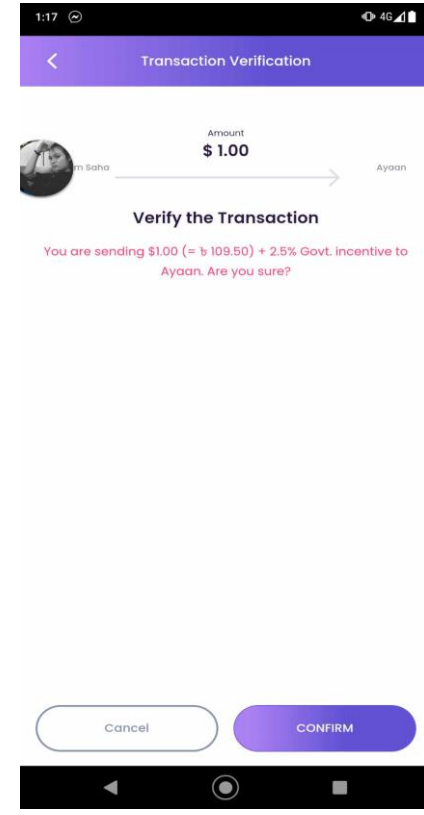 1:17 4G
Transaction Verification
Amount
$ 1.00
m Saha Ayaan
Verify the Transaction
You are sending $1.00 (= ৳ 109.50) + 2.5% Govt. incentive to
Ayaan. Are you sure?
Cancel CONFIRM